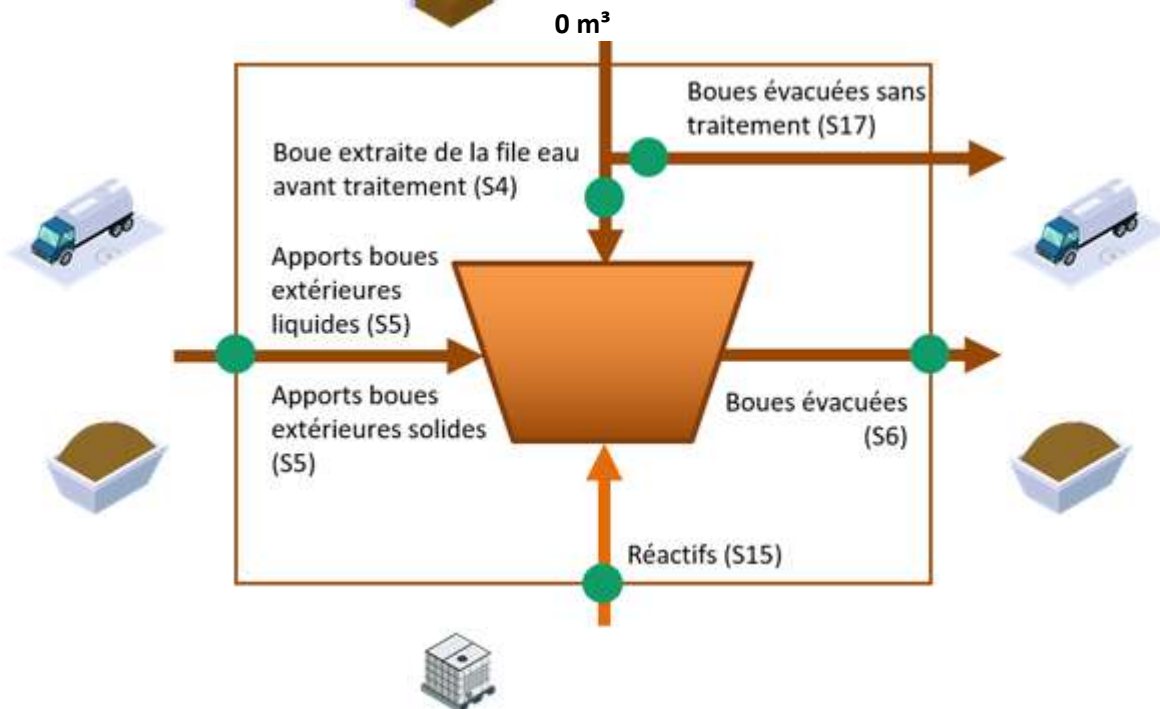 0 m³
Boues évacuées sans
traitement (S17)
Boue extraite de la file eau
avant traitement (S4)
Apports boues
extérieures
liquides (S5)
Apports boues
extérieures solides
(S5)
Boues évacuées
(S6)
Réactifs (S15)